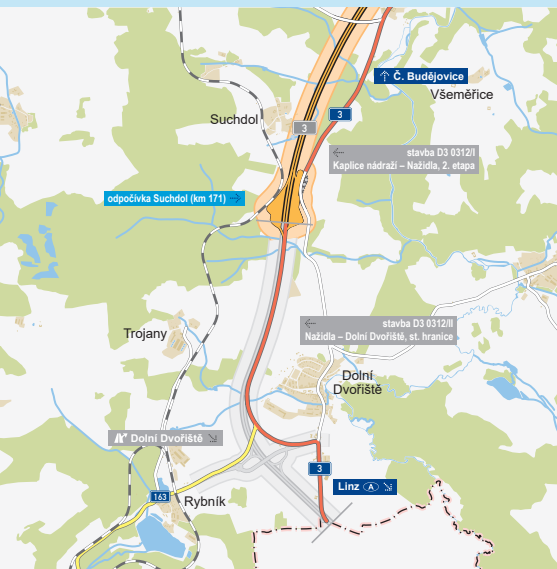 ↑ Č. Budějovice
Všeměřice
3
Suchdol
3
← stavba D3 0312/I
Kaplice nádraží – Nažidla, 2. etapa
odpočívka Suchdol (km 171) →
← stavba D3 0312/II
Nažidla – Dolní Dvořiště, st. hranice
Trojany
Dolní
Dvořiště
Dolní Dvořiště ↘
3
Linz (A) ↘
163
Rybník